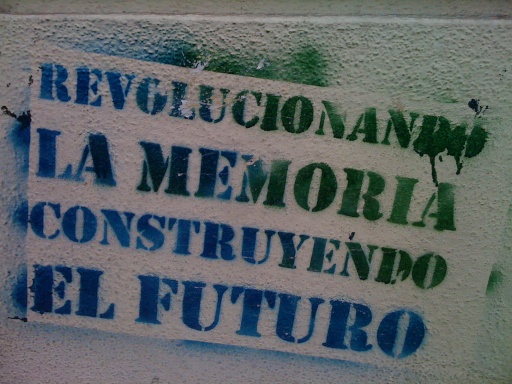 REVOLUCIONANDO
LA MEMORIA
CONSTRUYENDO
EL FUTURO